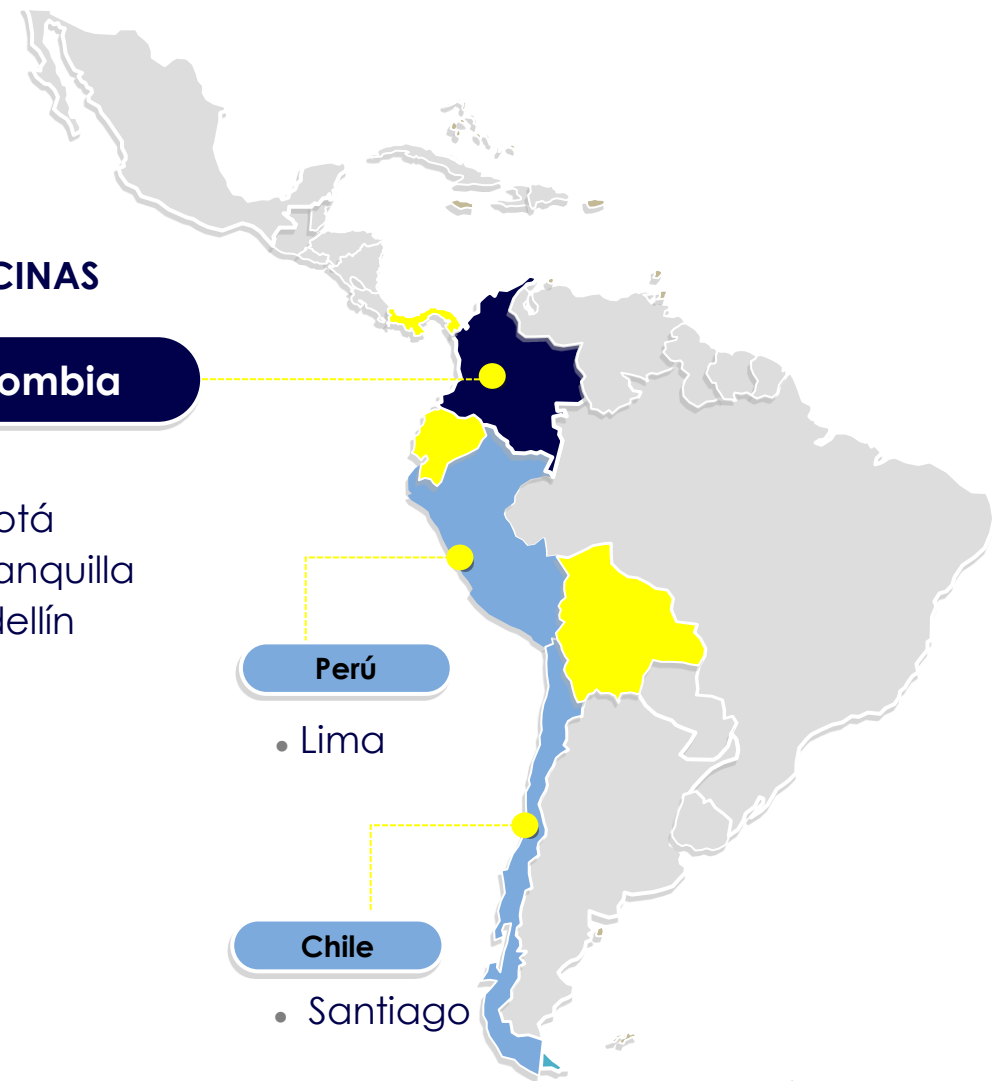 CINAS
ombia
otá
anquilla
dellín
Perú
• Lima
Chile
• Santiago